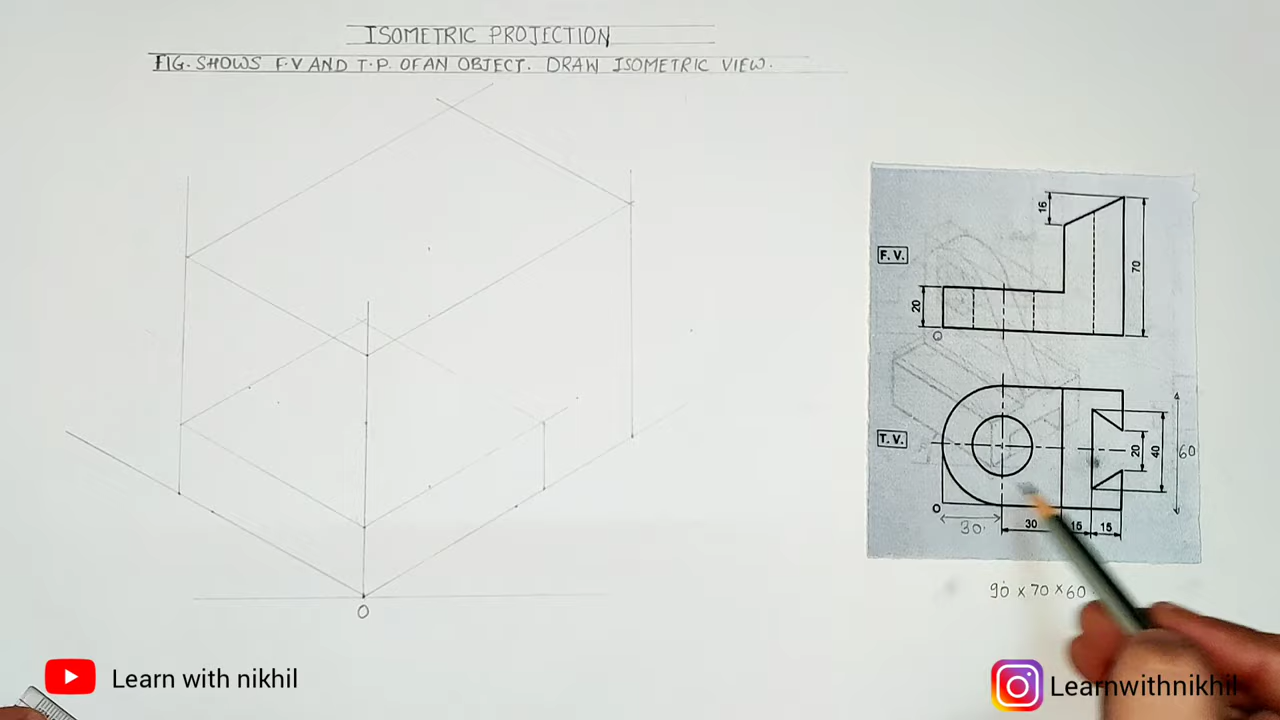 ISOMETRIC PROJECTION
FIG. SHOWS F.V AND T.P. OF AN OBJECT. DRAW ISOMETRIC VIEW.
16
F. V.
70
20
O
T. V.
20
40
60
O
30
30
15
15
90 x 70 x 60
O
Learn with nikhil
Learnwithnikhil